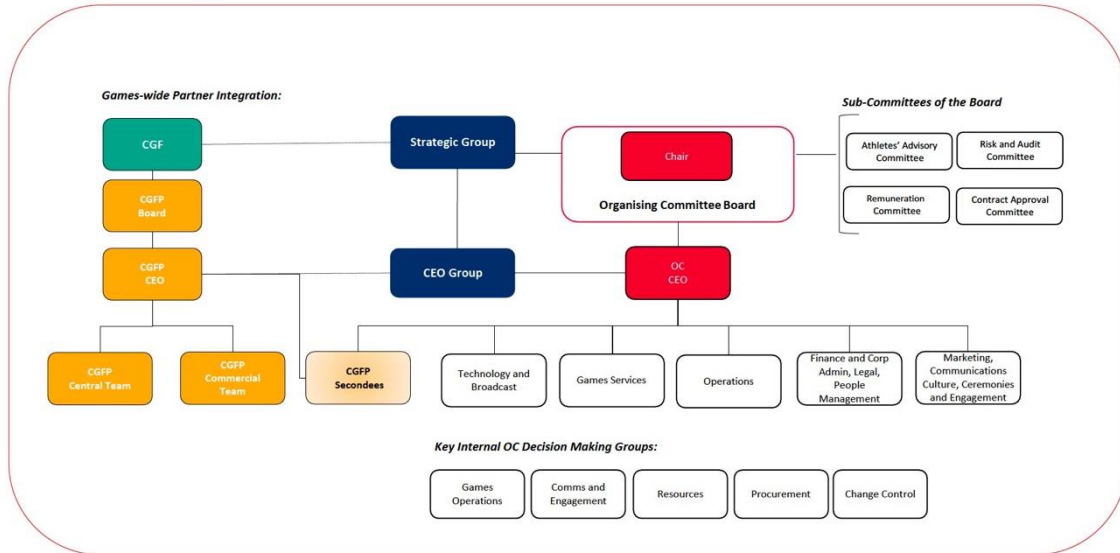 Games-wide Partner Integration:
Sub-Committees of the Board
CGF
Strategic Group
Chair
Organising Committee Board
Athletes' Advisory
Committee
Risk and Audit
Committee
Remuneration
Committee
Contract Approval
Committee
CGFP
Board
CGFP
CEO
CEO Group
OC
CEO
CGFP
Central Team
CGFP
Commercial
Team
CGFP
Secondees
Technology and
Broadcast
Games Services
Operations
Finance and Corp
Admin, Legal,
People
Management
Marketing,
Communications
Culture, Ceremonies
and Engagement
Key Internal OC Decision Making Groups:
Games
Operations
Comms and
Engagement
Resources
Procurement
Change Control